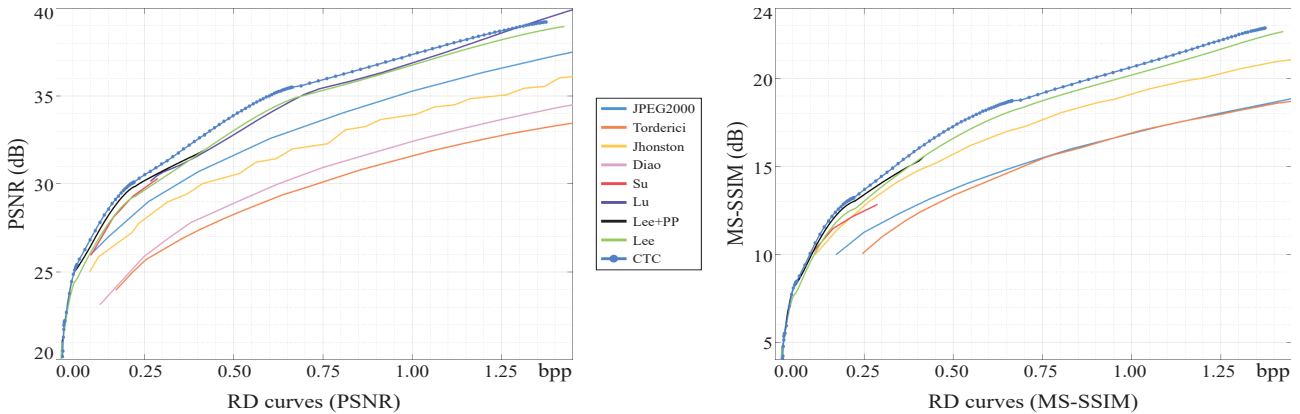 40
35
30
25
20
PSNR (dB)
0.00 0.25 0.50 0.75 1.00 1.25 bpp
RD curves (PSNR)
JPEG2000
Torderici
Jhonston
Diao
Su
Lu
Lee+PP
Lee
CTC
24
20
15
10
5
MS-SSIM (dB)
0.00 0.25 0.50 0.75 1.00 1.25 bpp
RD curves (MS-SSIM)